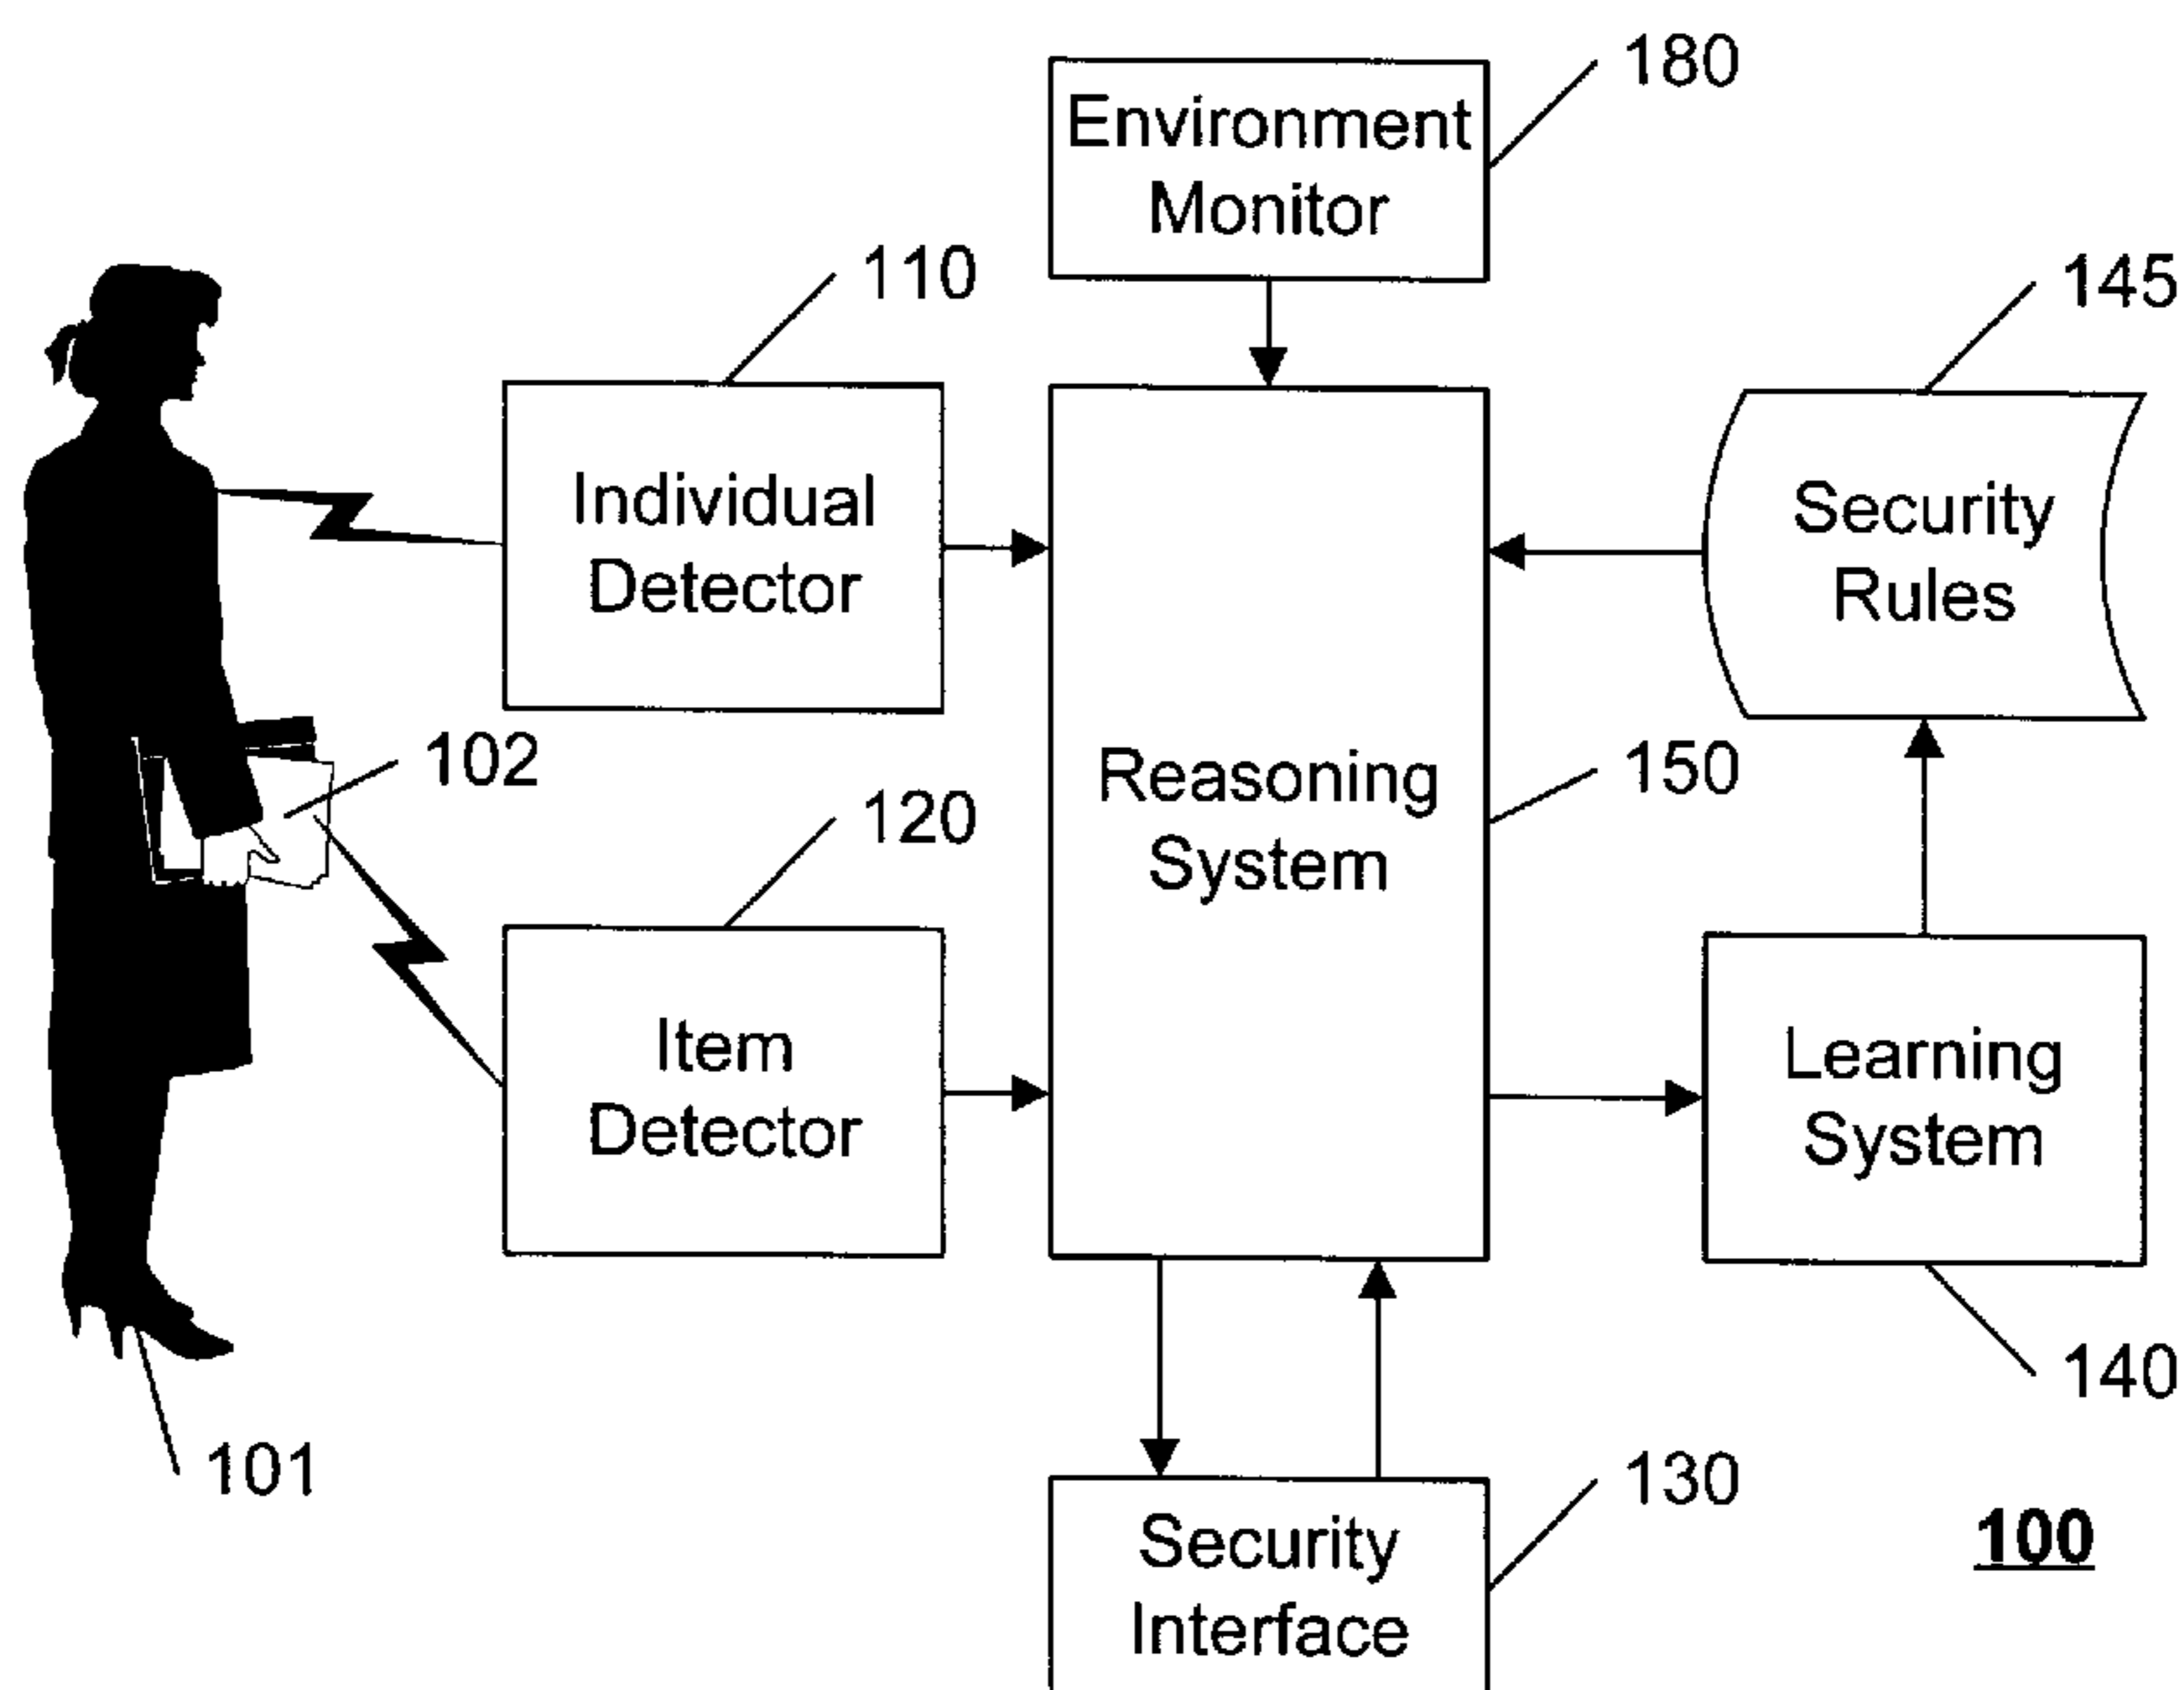 180
Environment
Monitor
110
145
Individual
Detector
Security
Rules
102
120
Reasoning
System
150
Item
Detector
Learning
System
140
101
130
Security
Interface
100